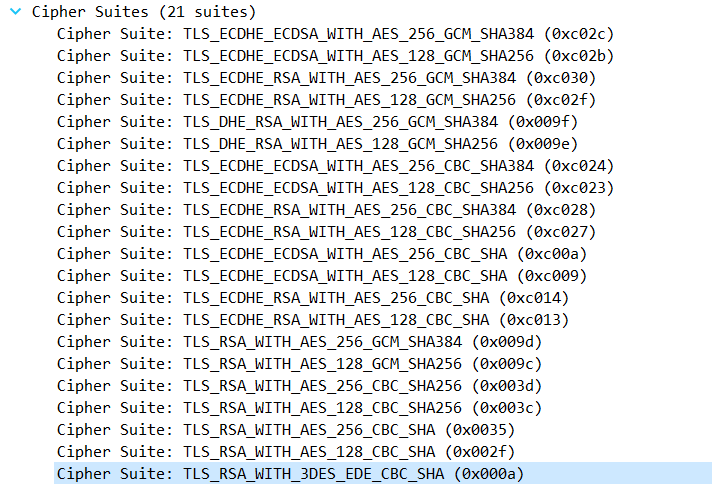 Cipher Suites (21 suites)
Cipher Suite: TLS_ECDHE_ECDSA_WITH_AES_256_GCM_SHA384 (0xc02c)
Cipher Suite: TLS_ECDHE_ECDSA_WITH_AES_128_GCM_SHA256 (0xc02b)
Cipher Suite: TLS_ECDHE_RSA_WITH_AES_256_GCM_SHA384 (0xc030)
Cipher Suite: TLS_ECDHE_RSA_WITH_AES_128_GCM_SHA256 (0xc02f)
Cipher Suite: TLS_DHE_RSA_WITH_AES_256_GCM_SHA384 (0x009f)
Cipher Suite: TLS_DHE_RSA_WITH_AES_128_GCM_SHA256 (0x009e)
Cipher Suite: TLS_ECDHE_ECDSA_WITH_AES_256_CBC_SHA384 (0xc024)
Cipher Suite: TLS_ECDHE_ECDSA_WITH_AES_128_CBC_SHA256 (0xc023)
Cipher Suite: TLS_ECDHE_RSA_WITH_AES_256_CBC_SHA384 (0xc028)
Cipher Suite: TLS_ECDHE_RSA_WITH_AES_128_CBC_SHA256 (0xc027)
Cipher Suite: TLS_ECDHE_ECDSA_WITH_AES_256_CBC_SHA (0xc00a)
Cipher Suite: TLS_ECDHE_ECDSA_WITH_AES_128_CBC_SHA (0xc009)
Cipher Suite: TLS_ECDHE_RSA_WITH_AES_256_CBC_SHA (0xc014)
Cipher Suite: TLS_ECDHE_RSA_WITH_AES_128_CBC_SHA (0xc013)
Cipher Suite: TLS_RSA_WITH_AES_256_GCM_SHA384 (0x009d)
Cipher Suite: TLS_RSA_WITH_AES_128_GCM_SHA256 (0x009c)
Cipher Suite: TLS_RSA_WITH_AES_256_CBC_SHA256 (0x003d)
Cipher Suite: TLS_RSA_WITH_AES_128_CBC_SHA256 (0x003c)
Cipher Suite: TLS_RSA_WITH_AES_256_CBC_SHA (0x0035)
Cipher Suite: TLS_RSA_WITH_AES_128_CBC_SHA (0x002f)
Cipher Suite: TLS_RSA_WITH_3DES_EDE_CBC_SHA (0x000a)